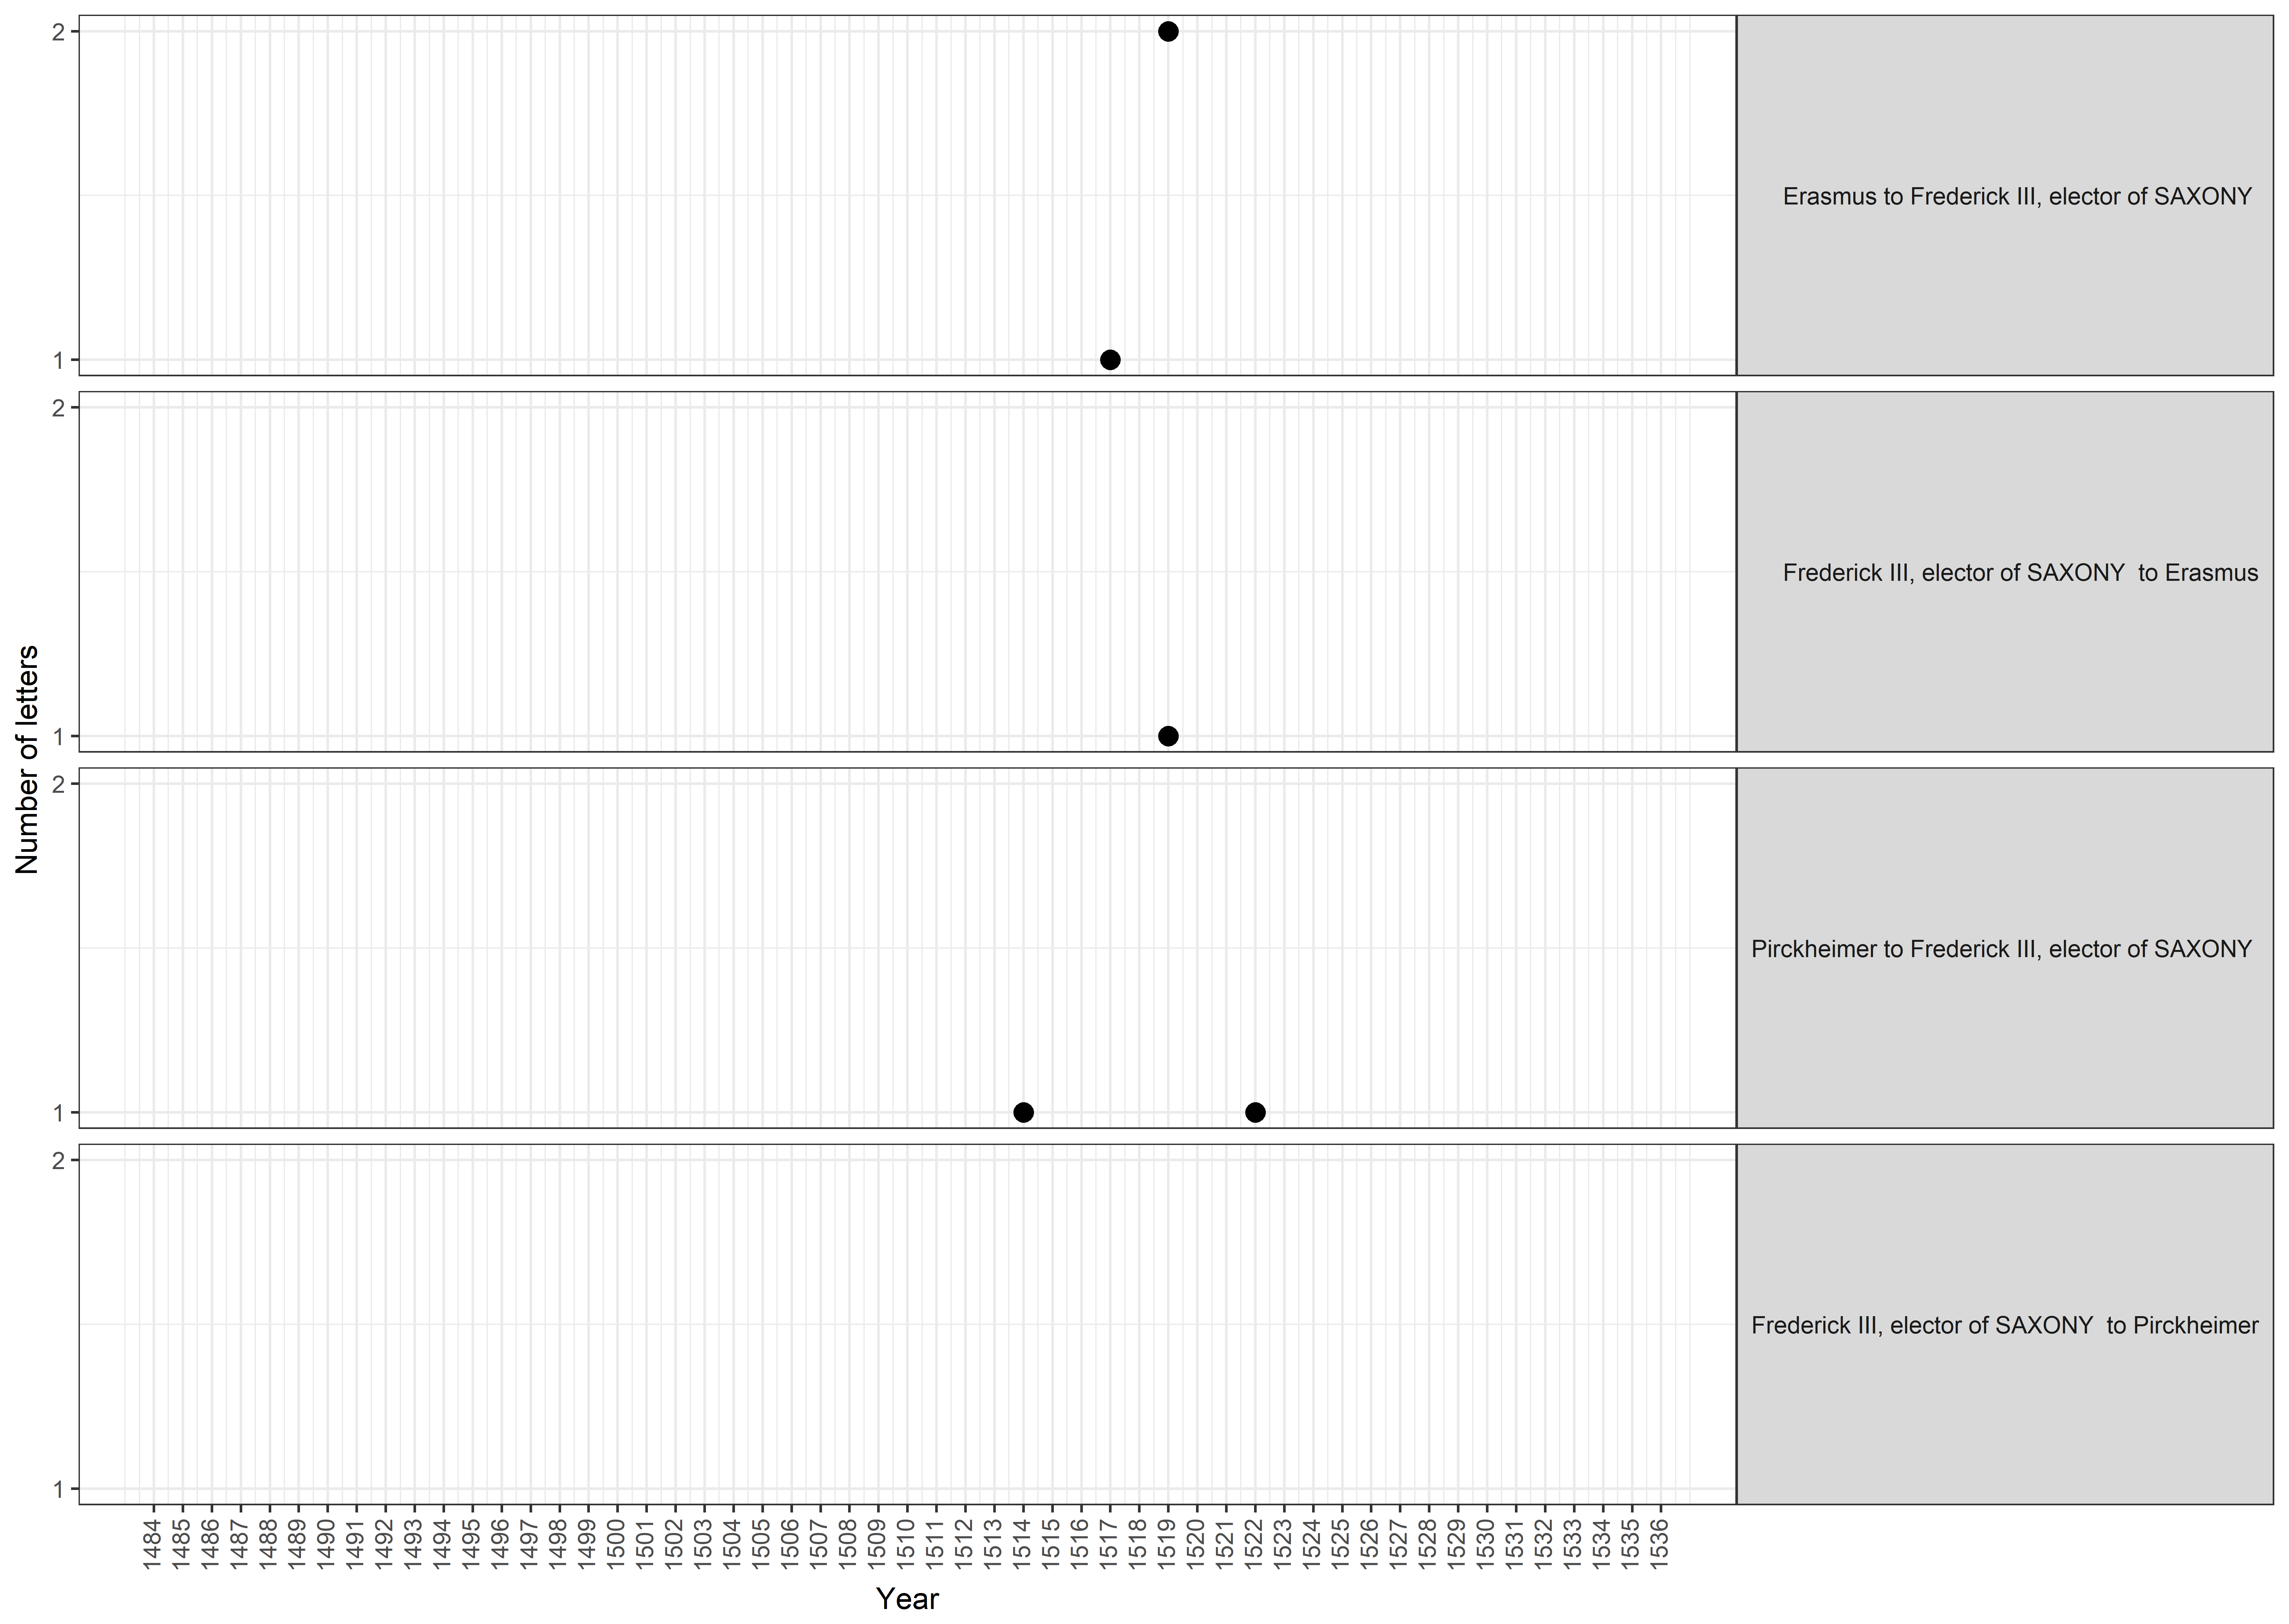 Number of letters
2
1
Erasmus to Frederick III, elector of SAXONY
2
1
Frederick III, elector of SAXONY  to Erasmus
2
1
Pirckheimer to Frederick III, elector of SAXONY
2
1
Frederick III, elector of SAXONY  to Pirckheimer
1484 1485 1486 1487 1488 1489 1490 1491 1492 1493 1494 1495 1496 1497 1498 1499 1500 1501 1502 1503 1504 1505 1506 1507 1508 1509 1510 1511 1512 1513 1514 1515 1516 1517 1518 1519 1520 1521 1522 1523 1524 1525 1526 1527 1528 1529 1530 1531 1532 1533 1534 1535 1536
Year